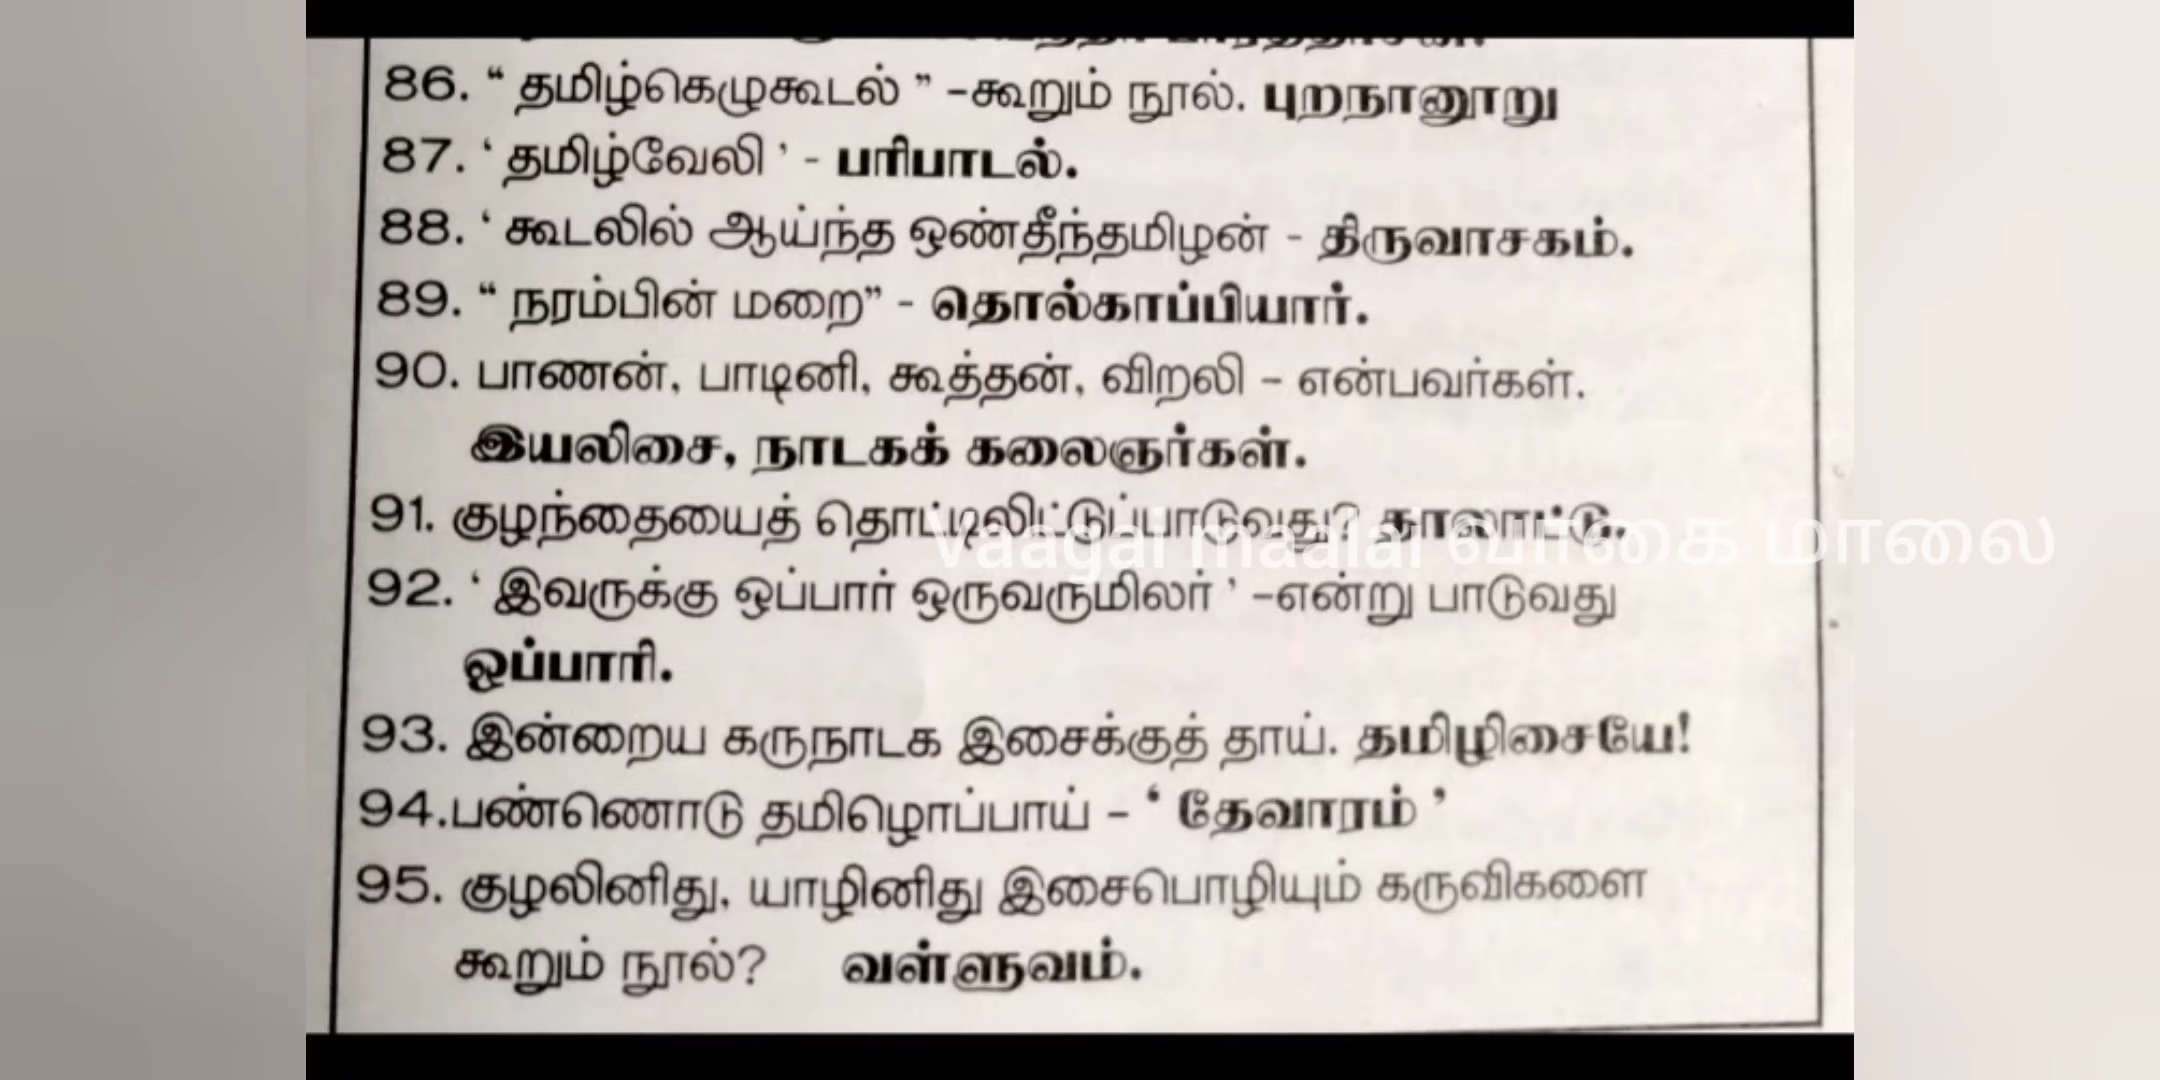 86. “ தமிழ்கெழுகூடல் ” -கூறும் நூல். புறநானூறு
87. ‘ தமிழ்வேலி ’ - பரிபாடல்.
88. ‘ கூடலில் ஆய்ந்த ஒண்தீந்தமிழன் - திருவாசகம்.
89. “ நரம்பின் மறை” - தொல்காப்பியார்.
90. பாணன், பாடினி, கூத்தன், விறலி - என்பவர்கள்.
இயலிசை, நாடகக் கலைஞர்கள்.
91. குழந்தையைத் தொட்டிலிட்டுப்பாடுவது? தாலாட்டு.
Vaagai maalai வாகை மாலை
92. ‘ இவருக்கு ஒப்பார் ஒருவருமிலர் ’ -என்று பாடுவது
ஒப்பாரி.
93. இன்றைய கருநாடக இசைக்குத் தாய். தமிழிசையே!
94.பண்ணொடு தமிழொப்பாய் - ‘ தேவாரம் ’
95. குழலினிது, யாழினிது இசைபொழியும் கருவிகளை
கூறும் நூல்? வள்ளுவம்.